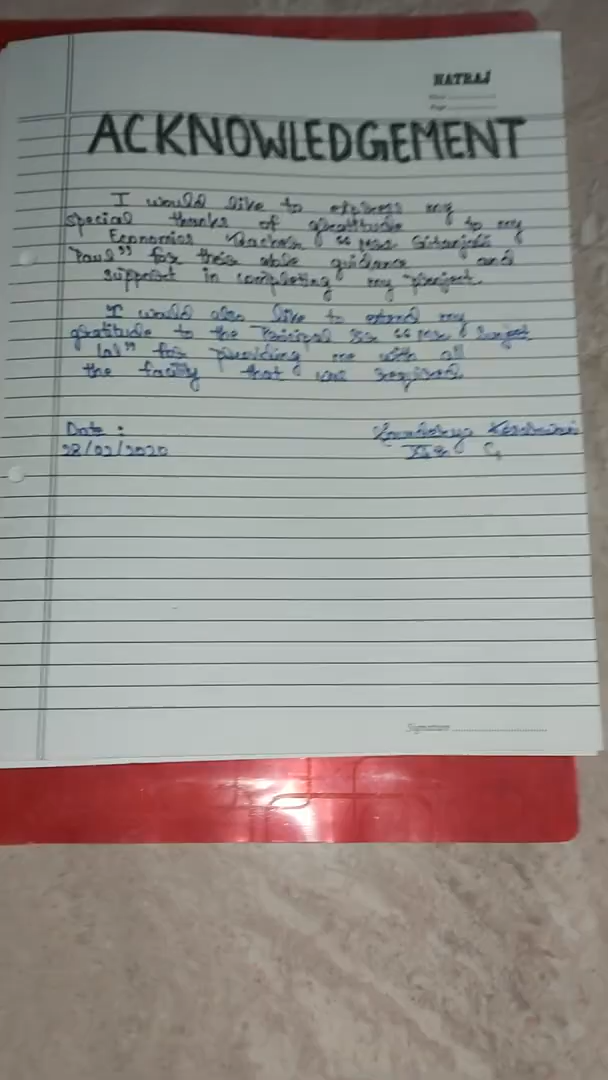 NATRAJ
Date
Page
ACKNOWLEDGEMENT
I would like to express my
special thanks of gratitude to my
Economics Teacher " Mrs. Gitanjali
Paul" for their able guidance and
support in completing my project.
I would also like to extend my
gratitude to the Principal Sir " Mr.
Lal" for providing me with all
the facility that was required.
Date :
28/02/2020
Signature